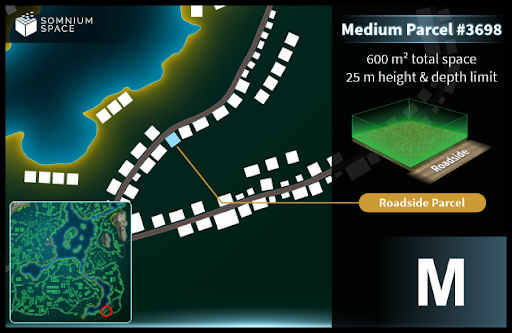 SOMNIUM
SPACE
Medium Parcel #3698
600 m² total space
25 m height & depth limit
Roadside
Roadside Parcel
M